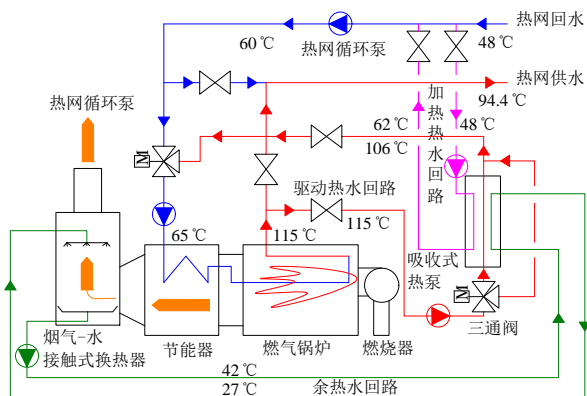 热网回水
60℃
热网循环泵
48℃
热网供水
94.4℃
热网循环泵
加热热水回路
62℃
48℃
106℃
M
驱动热水回路
115℃
65℃
115℃
吸收式
热泵
M
三通阀
烟气-水
接触式换热器
节能器
燃气锅炉
燃烧器
42℃
27℃
余热水回路